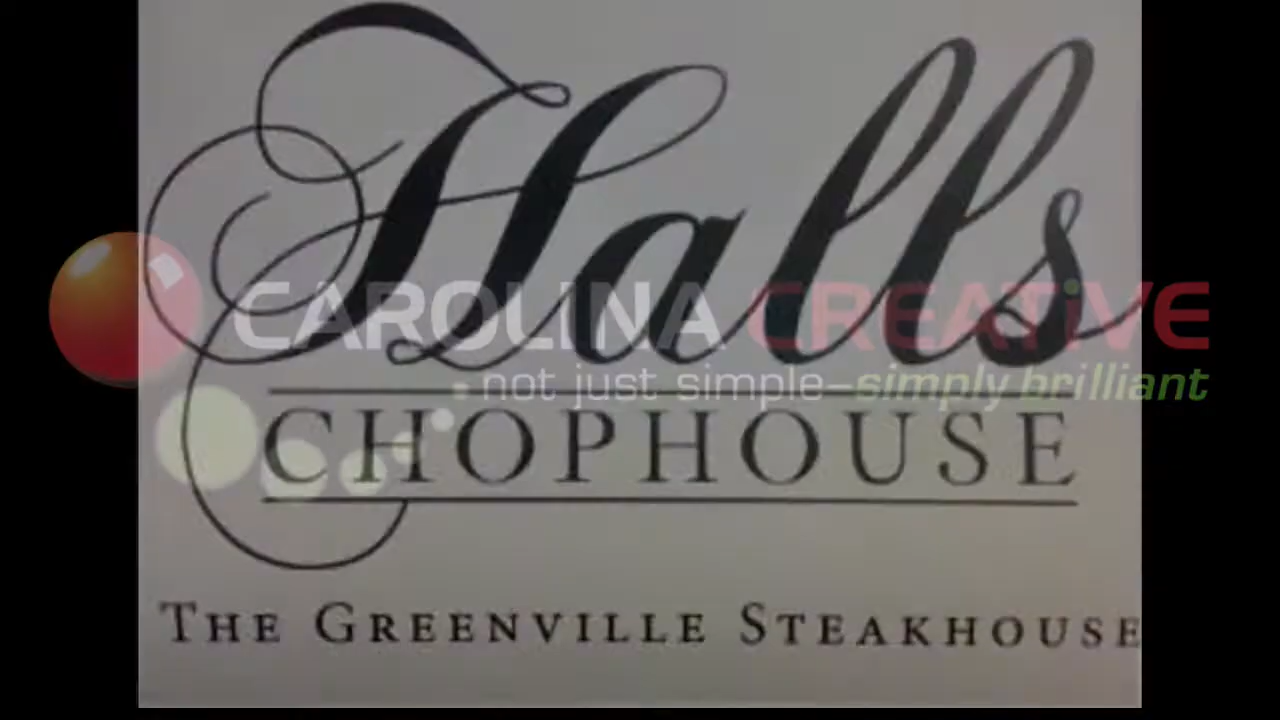 Halls
CAROLINA CREATiVE
not just simple–simply brilliant
CHOPHOUSE
THE GREENVILLE STEAKHOUSE